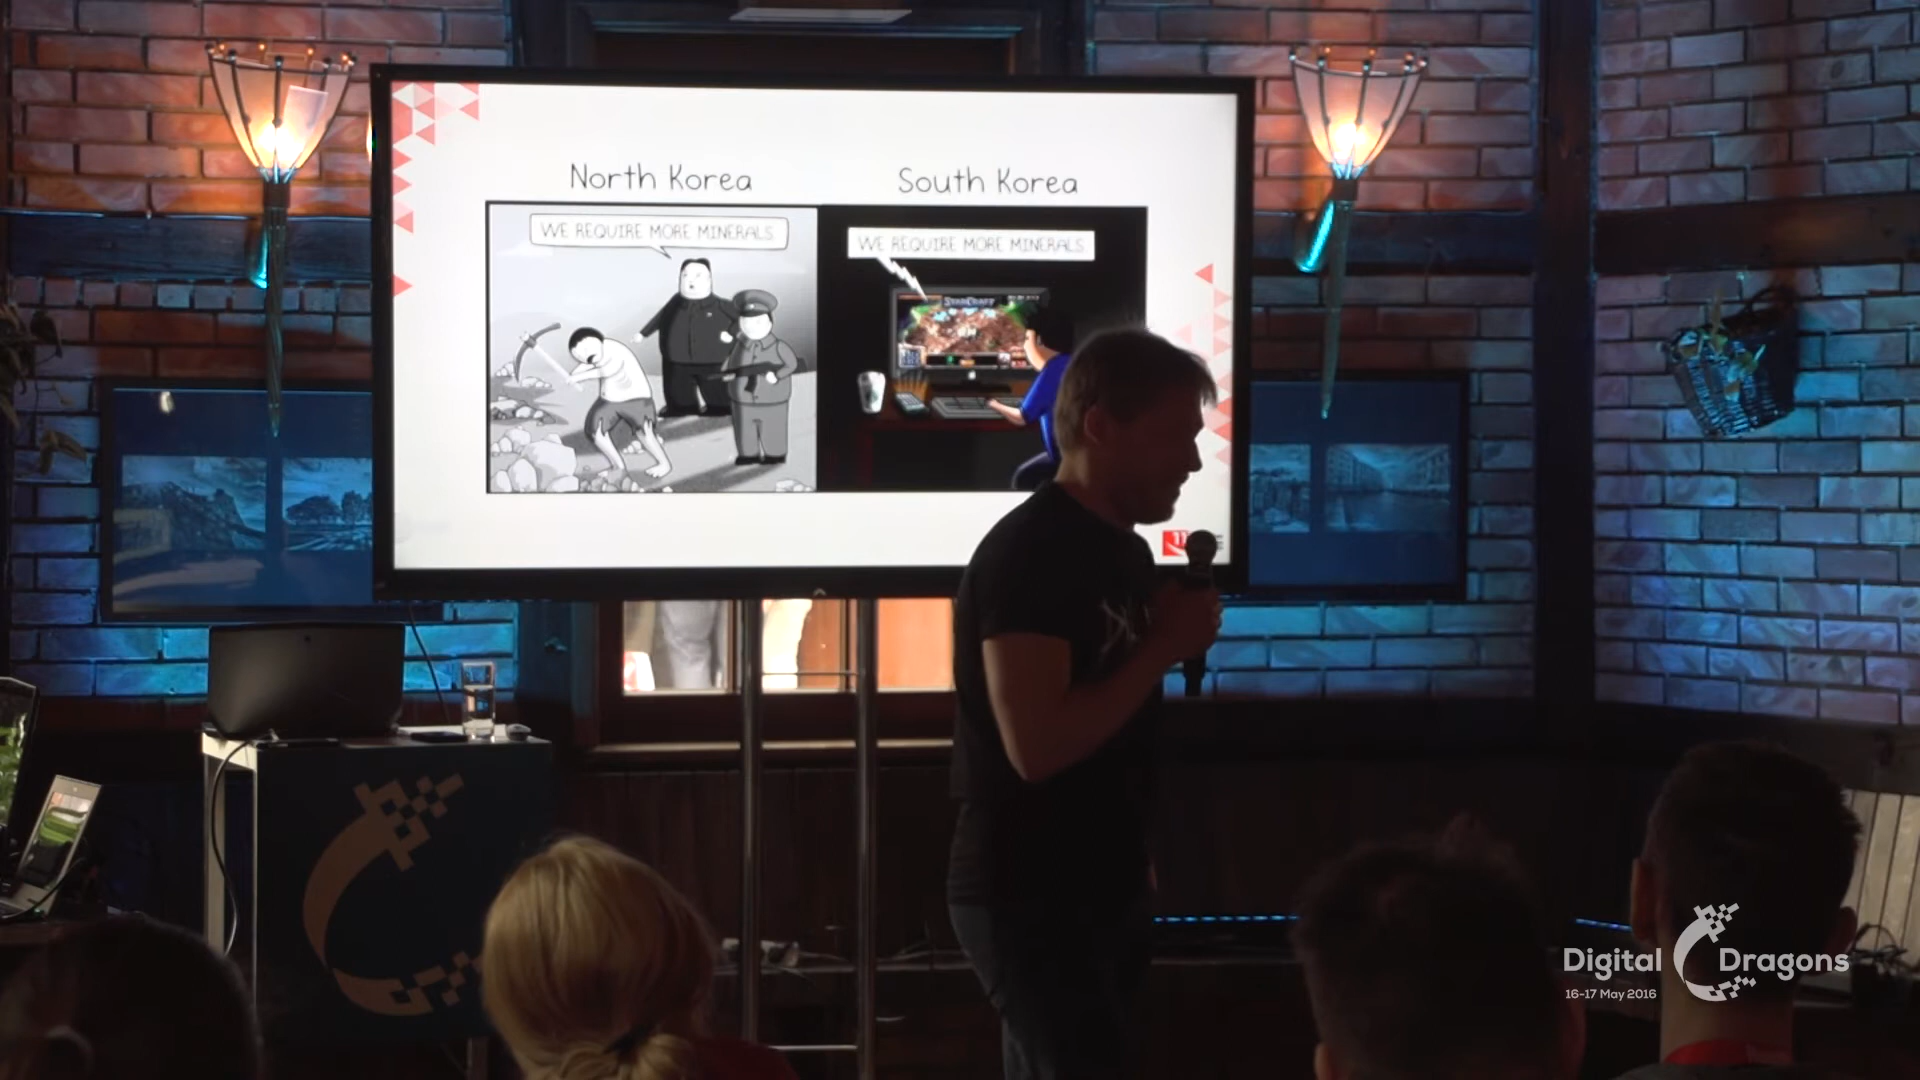 North Korea
South Korea
WE REQUIRE MORE MINERALS.
WE REQUIRE MORE MINERALS.
STARCRAFT
Digital Dragons
16-17 May 2016